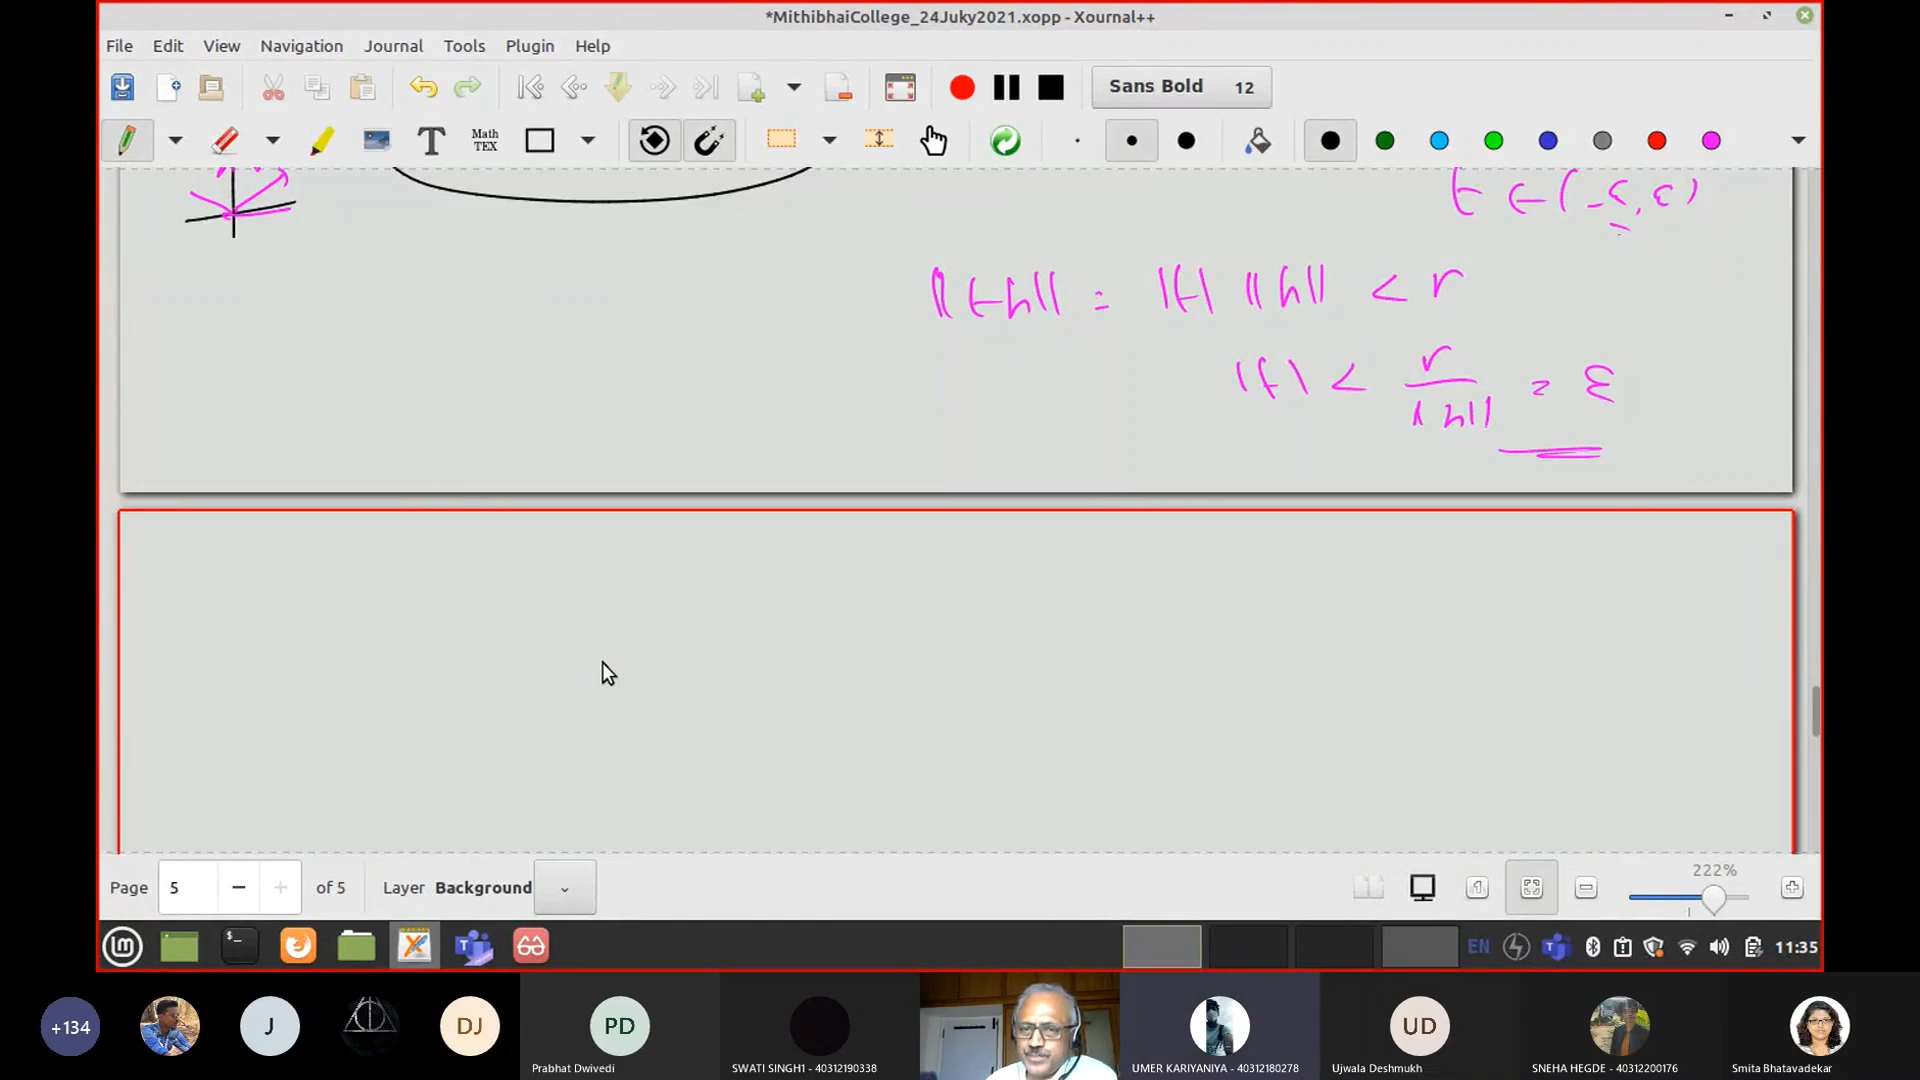 *MithibhaiCollege_24Juky2021.xopp - Xournal++
File Edit View Navigation Journal Tools Plugin Help
Sans Bold 12
T Math TEX
t ∈ (-ε, ε)
||th|| = |t| ||h|| < r
|t| < r / ||h|| = ε
Page 5 of 5 Layer Background
222%
EN 11:35
+134 J DJ PD UD
Prabhat Dwivedi SWATI SINGH1 - 40312190338 UMER KARIYANIYA - 40312180278 Ujwala Deshmukh SNEHA HEGDE - 40312200176 Smita Bhatavadekar